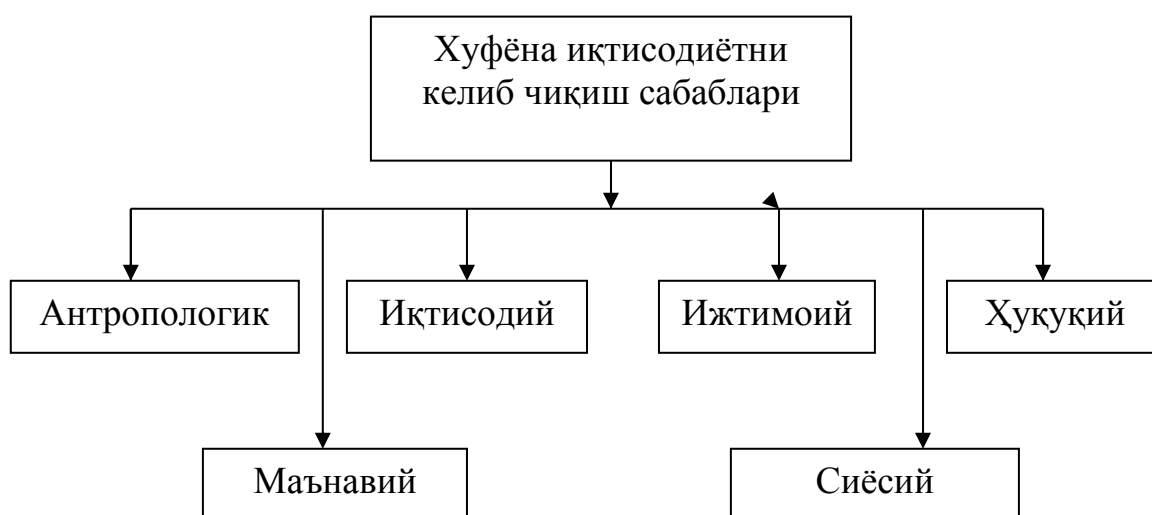 Хуфёна иқтисодиётни
келиб чиқиш сабаблари
Антропологик
Иқтисодий
Ижтимоий
Ҳуқуқий
Маънавий
Сиёсий